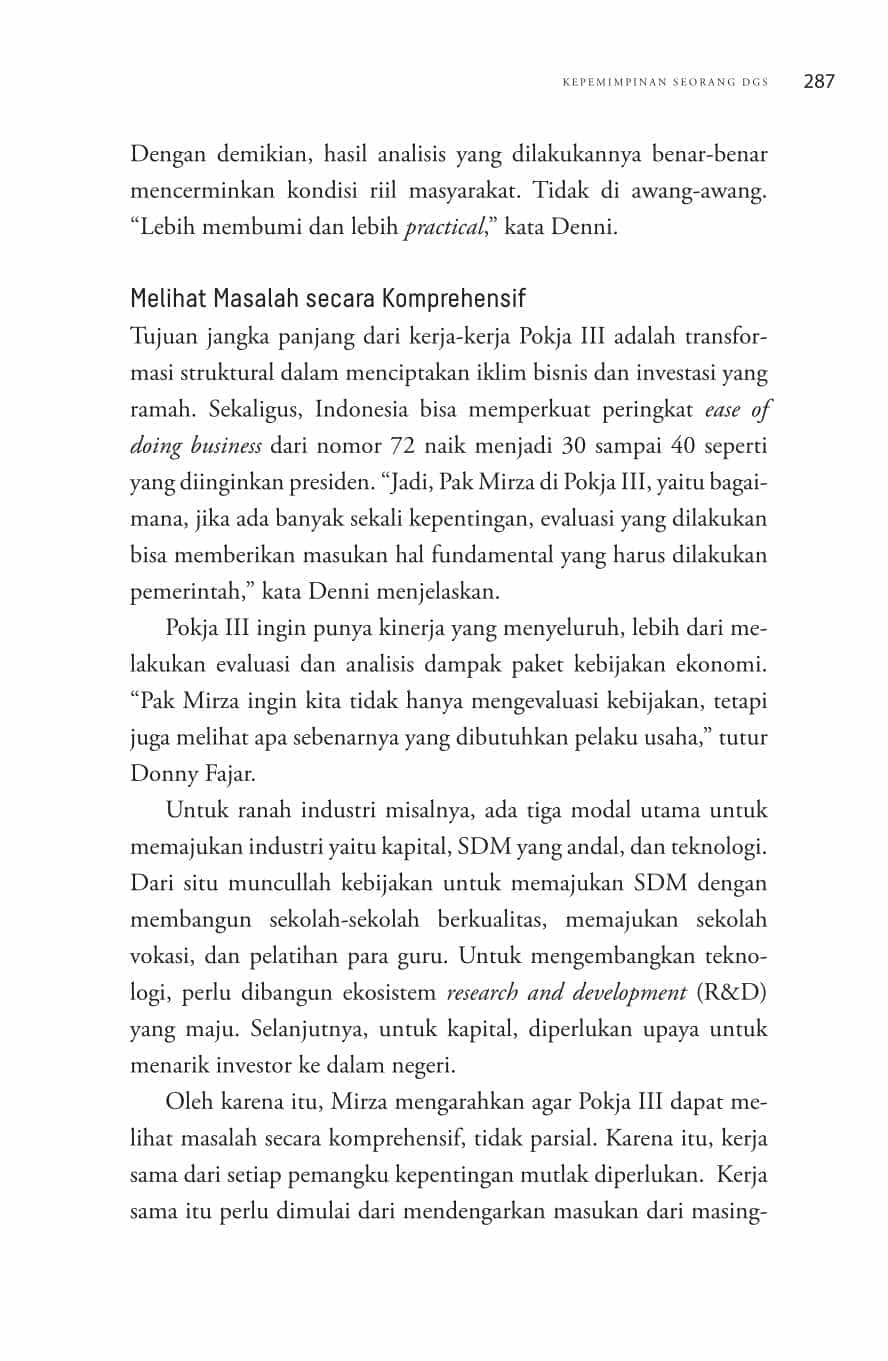 KEPEMIMPINAN SEORANG DGS 287
Dengan demikian, hasil analisis yang dilakukannya benar-benar
mencerminkan kondisi riil masyarakat. Tidak di awang-awang.
“Lebih membumi dan lebih practical,” kata Denni.
Melihat Masalah secara Komprehensif
Tujuan jangka panjang dari kerja-kerja Pokja III adalah transfor-
masi struktural dalam menciptakan iklim bisnis dan investasi yang
ramah. Sekaligus, Indonesia bisa memperkuat peringkat ease of
doing business dari nomor 72 naik menjadi 30 sampai 40 seperti
yang diinginkan presiden. “Jadi, Pak Mirza di Pokja III, yaitu bagai-
mana, jika ada banyak sekali kepentingan, evaluasi yang dilakukan
bisa memberikan masukan hal fundamental yang harus dilakukan
pemerintah,” kata Denni menjelaskan.
Pokja III ingin punya kinerja yang menyeluruh, lebih dari me-
lakukan evaluasi dan analisis dampak paket kebijakan ekonomi.
“Pak Mirza ingin kita tidak hanya mengevaluasi kebijakan, tetapi
juga melihat apa sebenarnya yang dibutuhkan pelaku usaha,” tutur
Donny Fajar.
Untuk ranah industri misalnya, ada tiga modal utama untuk
memajukan industri yaitu kapital, SDM yang andal, dan teknologi.
Dari situ muncullah kebijakan untuk memajukan SDM dengan
membangun sekolah-sekolah berkualitas, memajukan sekolah
vokasi, dan pelatihan para guru. Untuk mengembangkan tekno-
logi, perlu dibangun ekosistem research and development (R&D)
yang maju. Selanjutnya, untuk kapital, diperlukan upaya untuk
menarik investor ke dalam negeri.
Oleh karena itu, Mirza mengarahkan agar Pokja III dapat me-
lihat masalah secara komprehensif, tidak parsial. Karena itu, kerja
sama dari setiap pemangku kepentingan mutlak diperlukan. Kerja
sama itu perlu dimulai dari mendengarkan masukan dari masing-